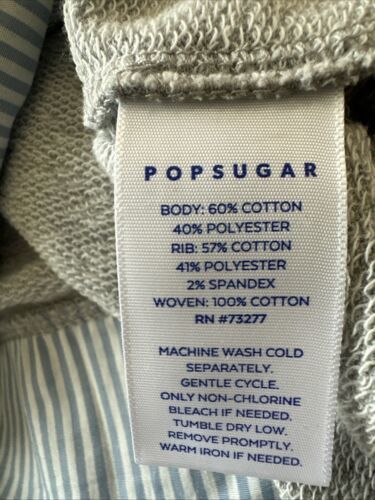 POPSUGAR
BODY: 60% COTTON
40% POLYESTER
RIB: 57% COTTON
41% POLYESTER
2% SPANDEX
WOVEN: 100% COTTON
RN #73277
MACHINE WASH COLD
SEPARATELY.
GENTLE CYCLE.
ONLY NON-CHLORINE
BLEACH IF NEEDED.
TUMBLE DRY LOW.
REMOVE PROMPTLY.
WARM IRON IF NEEDED.